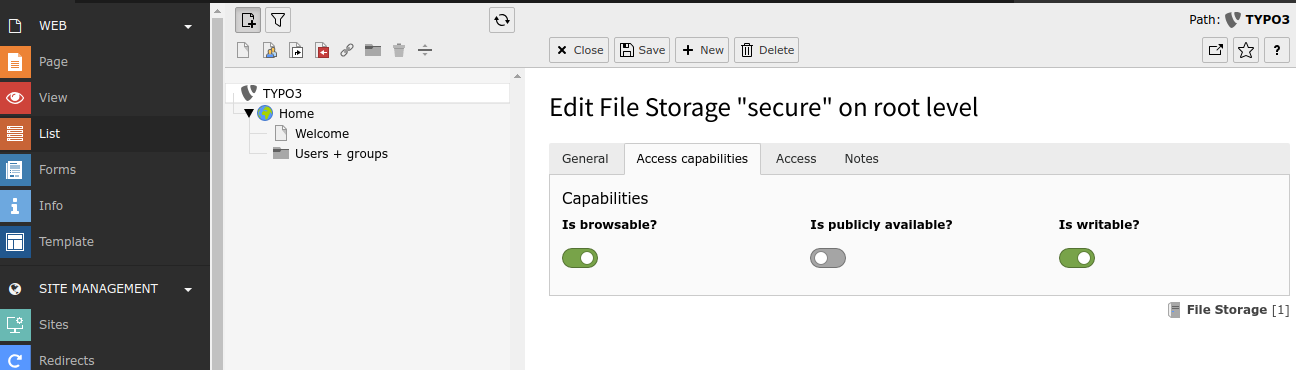 WEB
Page
View
List
Forms
Info
Template
SITE MANAGEMENT
Sites
Redirects
TYPO3
Home
Welcome
Users + groups
Path: TYPO3
Close Save New Delete
?
Edit File Storage "secure" on root level
General Access capabilities Access Notes
Capabilities
Is browsable? Is publicly available? Is writable?
File Storage [1]